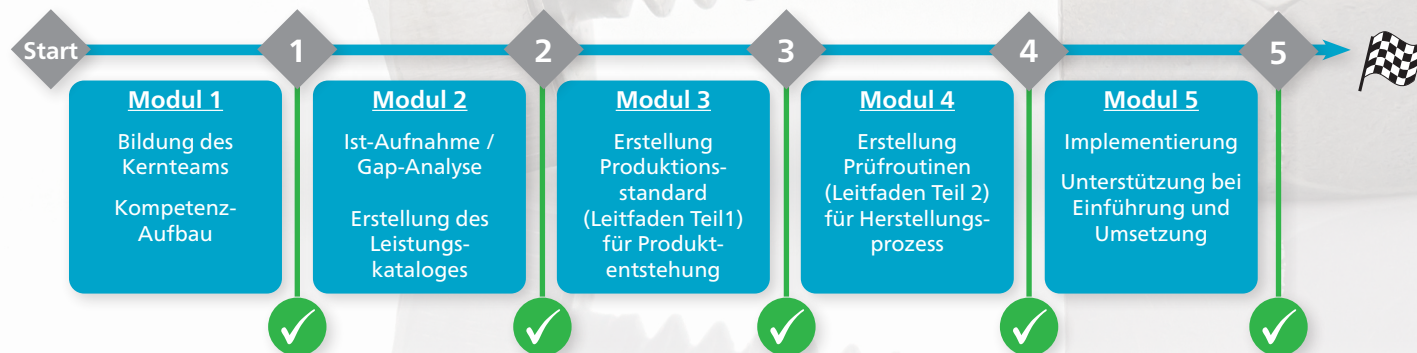 Start
1
2
3
4
5
Modul 1
Bildung des
Kernteams
Kompetenz-
Aufbau
Modul 2
Ist-Aufnahme /
Gap-Analyse
Erstellung des
Leistungs-
kataloges
Modul 3
Erstellung
Produktions-
standard
(Leitfaden Teil1)
für Produkt-
entstehung
Modul 4
Erstellung
Prüfroutinen
(Leitfaden Teil 2)
für Herstellungs-
prozess
Modul 5
Implementierung
Unterstützung bei
Einführung und
Umsetzung